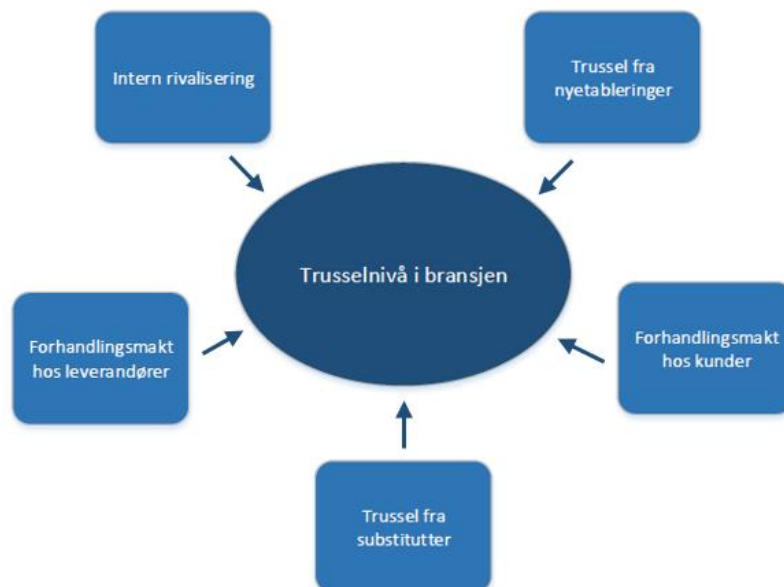 Intern rivalisering
Trussel fra
nyetableringer
Trusselnivå i bransjen
Forhandlingsmakt
hos leverandører
Forhandlingsmakt
hos kunder
Trussel fra
substitutter